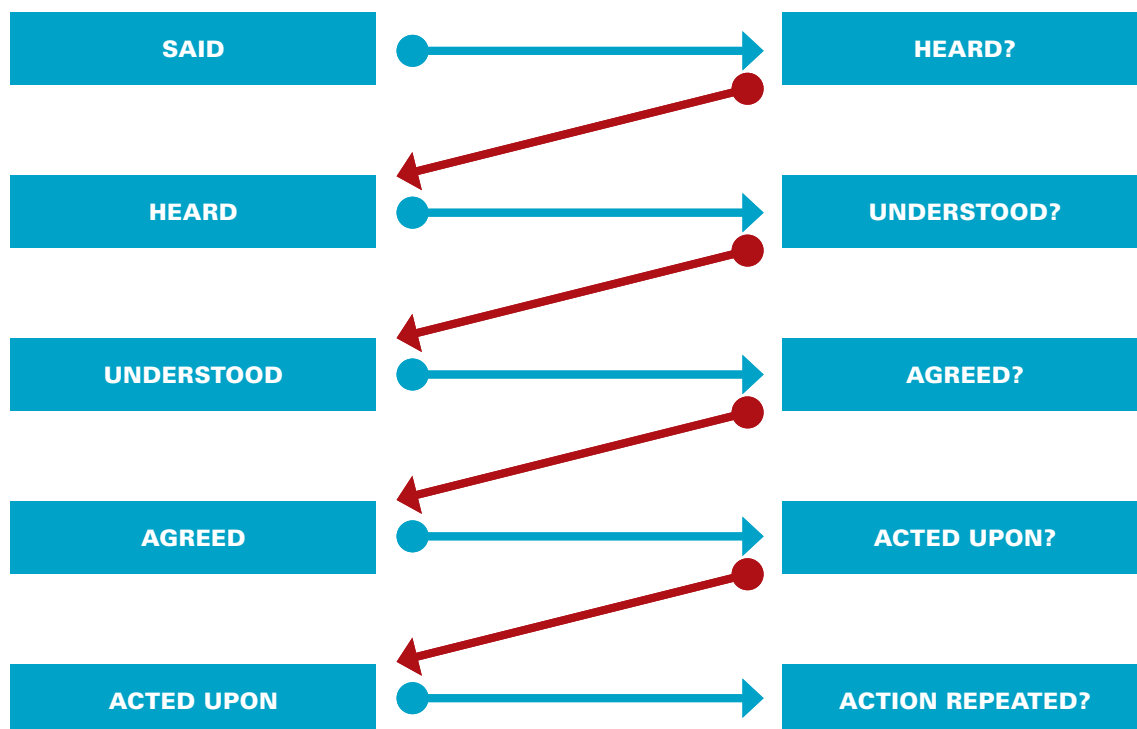 SAID
HEARD?
HEARD
UNDERSTOOD?
UNDERSTOOD
AGREED?
AGREED
ACTED UPON?
ACTED UPON
ACTION REPEATED?